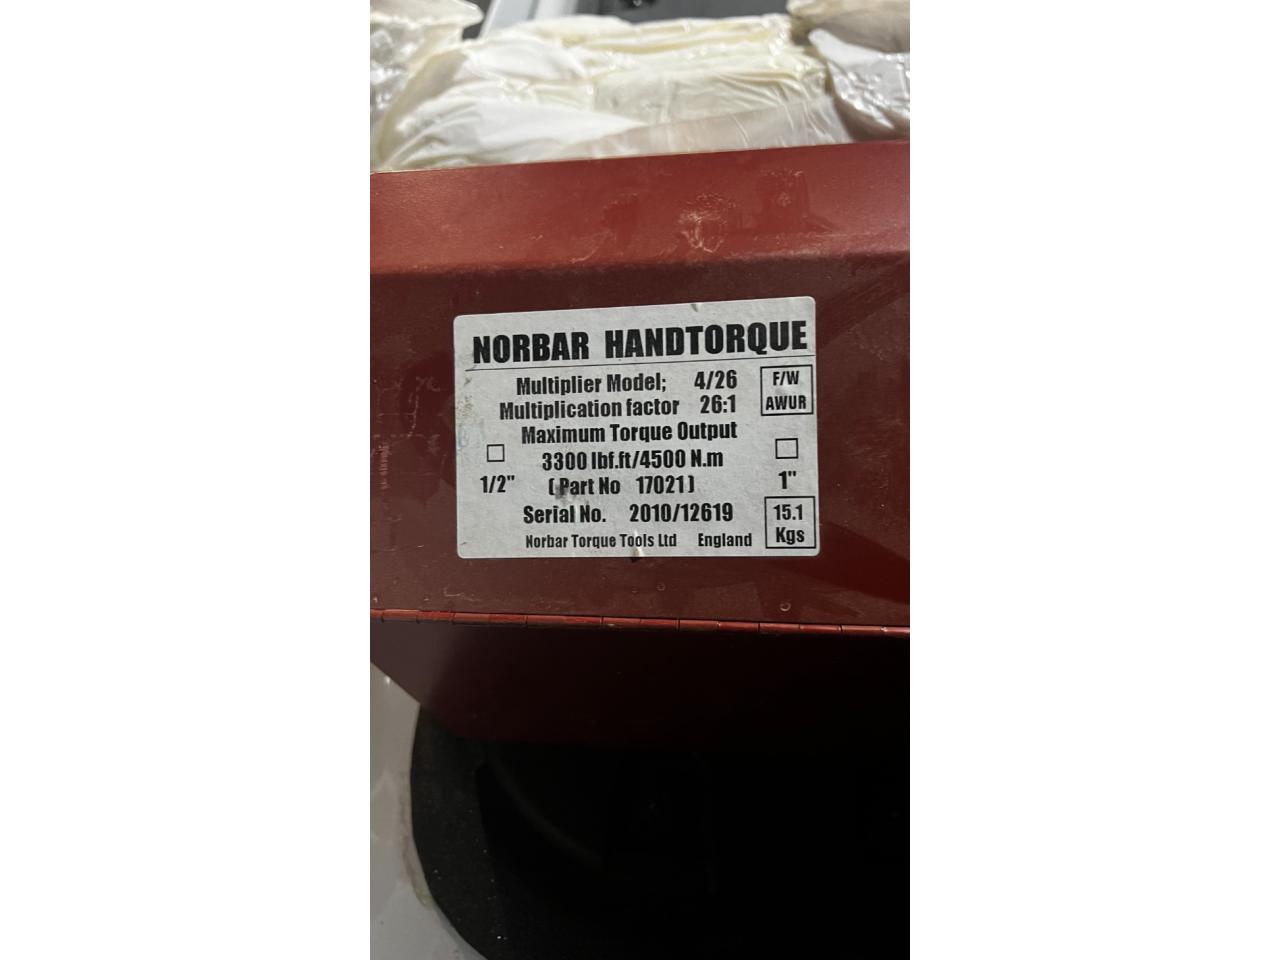 NORBAR HANDTORQUE
Multiplier Model; 4/26
F/W
Multiplication factor 26:1
AWUR
Maximum Torque Output
3300 lbf.ft/4500 N.m
1/2" (Part No 17021) 1"
Serial No. 2010/12619
15.1
Kgs
Norbar Torque Tools Ltd England